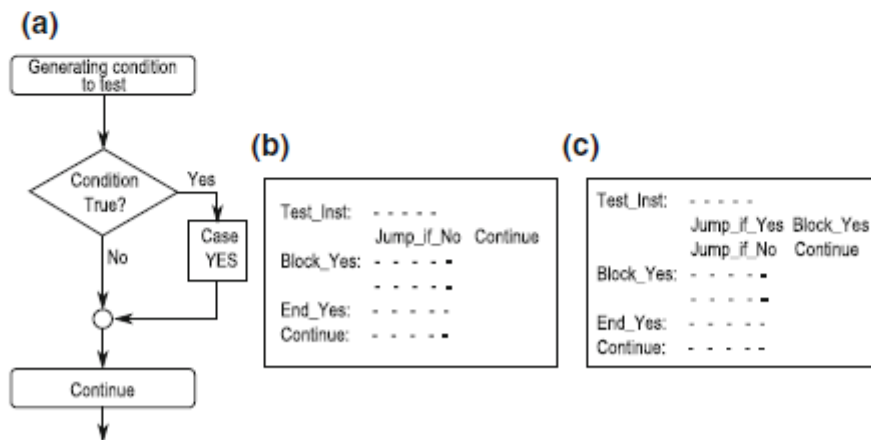 (a)
Generating condition
to test
Condition
True?
Yes
No
Case
YES
Continue
(b)
Test_Inst: - - - - -
Jump_if_No Continue
Block_Yes: - - - - -
- - - - -
End_Yes: - - - - -
Continue: - - - - -
(c)
Test_Inst: - - - - -
Jump_if_Yes Block_Yes
Jump_if_No Continue
Block_Yes: - - - - -
- - - - -
End_Yes: - - - - -
Continue: - - - - -